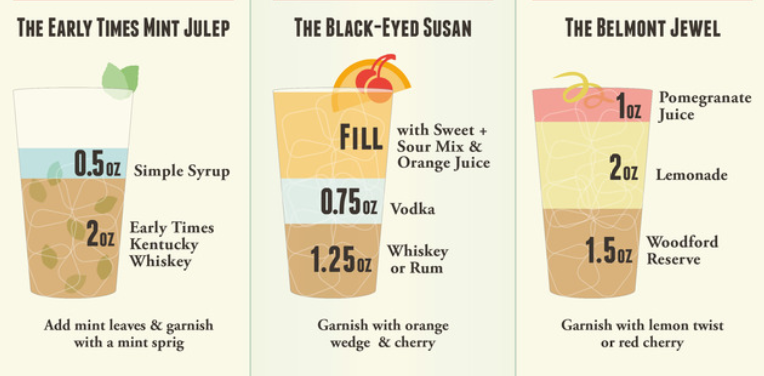 THE EARLY TIMES MINT JULEP
0.5OZ
Simple Syrup
2OZ
Early Times
Kentucky
Whiskey
Add mint leaves & garnish
with a mint sprig
THE BLACK-EYED SUSAN
FILL
with Sweet +
Sour Mix &
Orange Juice
0.75OZ
Vodka
1.25OZ
Whiskey
or Rum
Garnish with orange
wedge & cherry
THE BELMONT JEWEL
1OZ
Pomegranate
Juice
2OZ
Lemonade
1.5OZ
Woodford
Reserve
Garnish with lemon twist
or red cherry